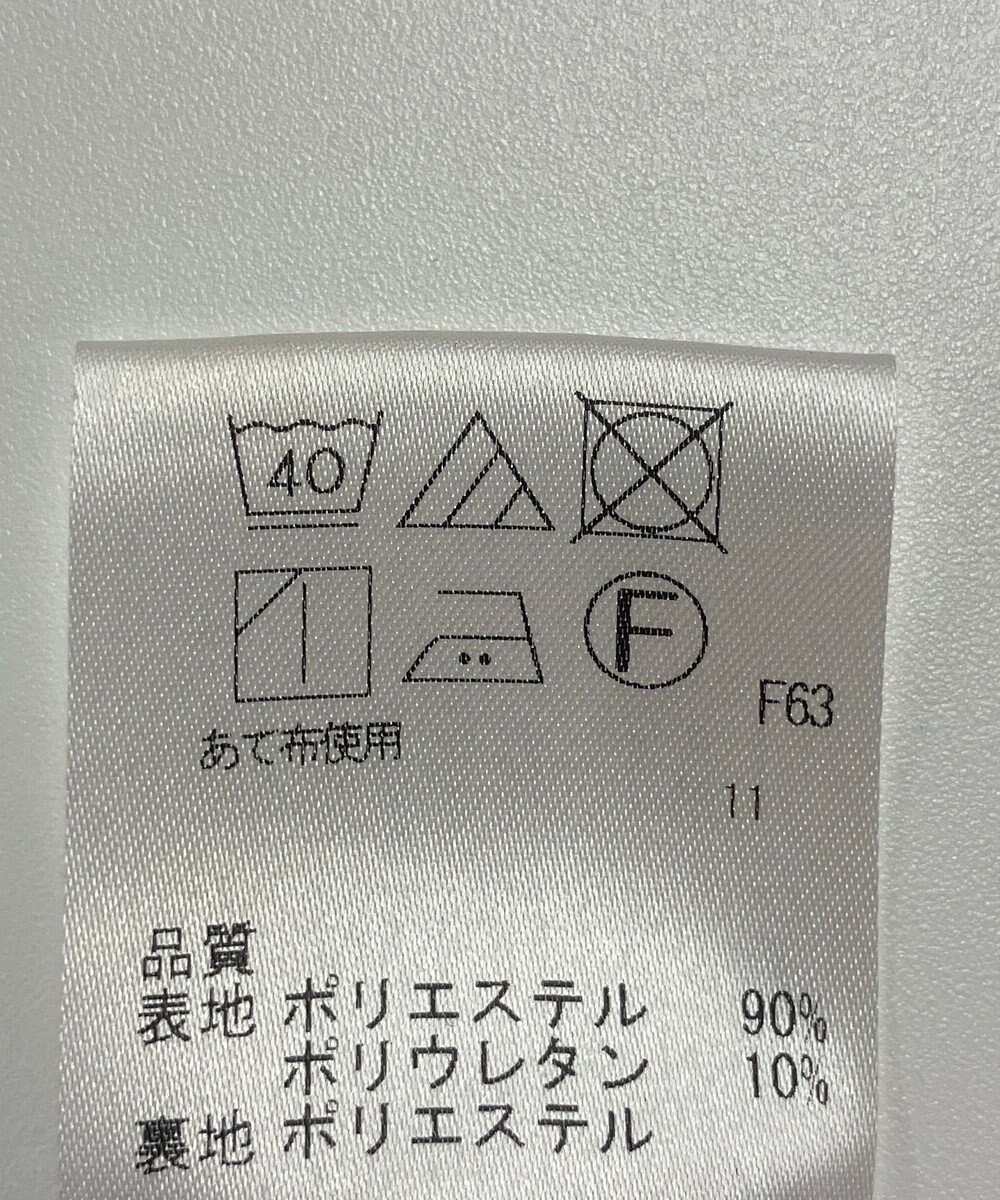 40
F
F63
あて布使用
11
品質
表地 ポリエステル 90%
ポリウレタン 10%
裏地 ポリエステル